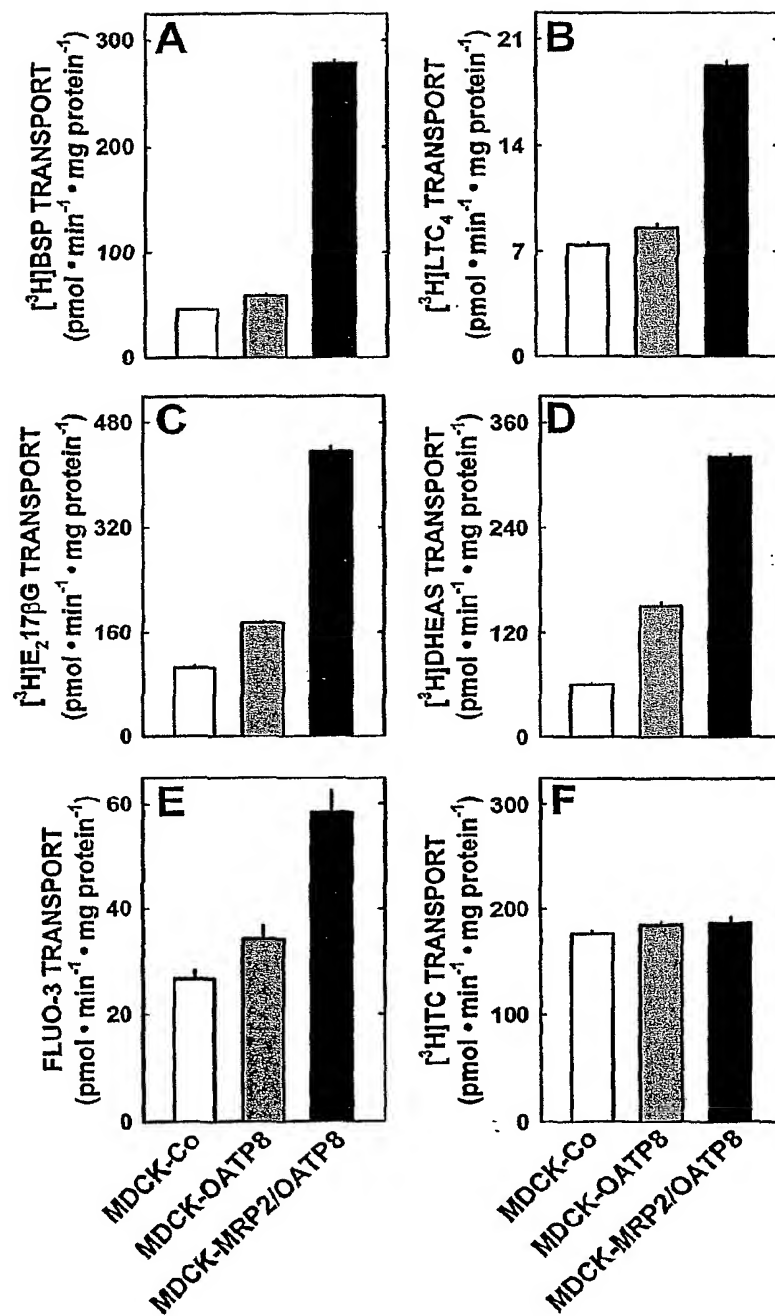 A
[³H]BSP TRANSPORT
(pmol • min⁻¹ • mg protein⁻¹)
300
200
100
0
B
[³H]LTC₄ TRANSPORT
(pmol • min⁻¹ • mg protein⁻¹)
21
14
7
0
C
[³H]E₂17βG TRANSPORT
(pmol • min⁻¹ • mg protein⁻¹)
480
320
160
0
D
[³H]DHEAS TRANSPORT
(pmol • min⁻¹ • mg protein⁻¹)
360
240
120
0
E
FLUO-3 TRANSPORT
(pmol • min⁻¹ • mg protein⁻¹)
60
40
20
0
MDCK-Co
MDCK-OATP8
MDCK-MRP2/OATP8
F
[³H]TC TRANSPORT
(pmol • min⁻¹ • mg protein⁻¹)
300
200
100
0
MDCK-Co
MDCK-OATP8
MDCK-MRP2/OATP8